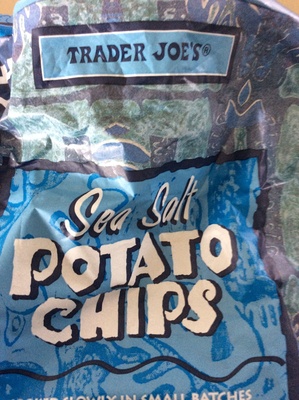 TRADER JOE'S®
Sea Salt
POTATO
CHIPS
SLOWLY IN SMALL BATCHES